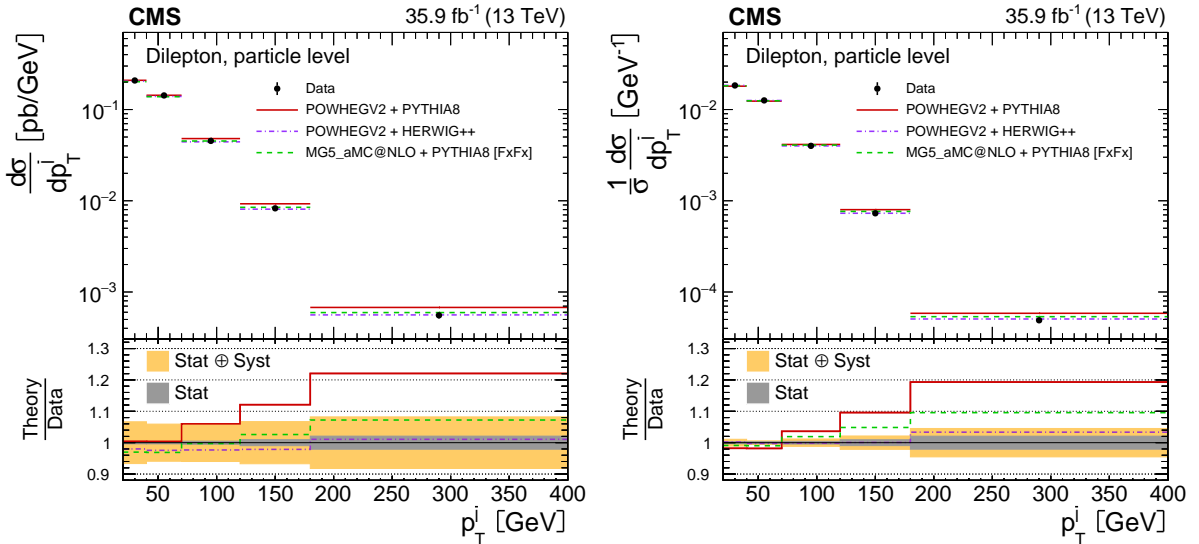 CMS 35.9 fb⁻¹ (13 TeV)
Dilepton, particle level
Data
POWHEGV2 + PYTHIA8
POWHEGV2 + HERWIG++
MG5_aMC@NLO + PYTHIA8 [FxFx]
dσ/dp_T^j [pb/GeV]
10⁻¹
10⁻²
10⁻³
Stat ⊕ Syst
Stat
Theory/Data
1.3
1.2
1.1
1
0.9
50 100 150 200 250 300 350 400
p_T^j [GeV]
CMS 35.9 fb⁻¹ (13 TeV)
Dilepton, particle level
Data
POWHEGV2 + PYTHIA8
POWHEGV2 + HERWIG++
MG5_aMC@NLO + PYTHIA8 [FxFx]
1/σ dσ/dp_T^j [GeV⁻¹]
10⁻²
10⁻³
10⁻⁴
Stat ⊕ Syst
Stat
Theory/Data
1.3
1.2
1.1
1
0.9
50 100 150 200 250 300 350 400
p_T^j [GeV]